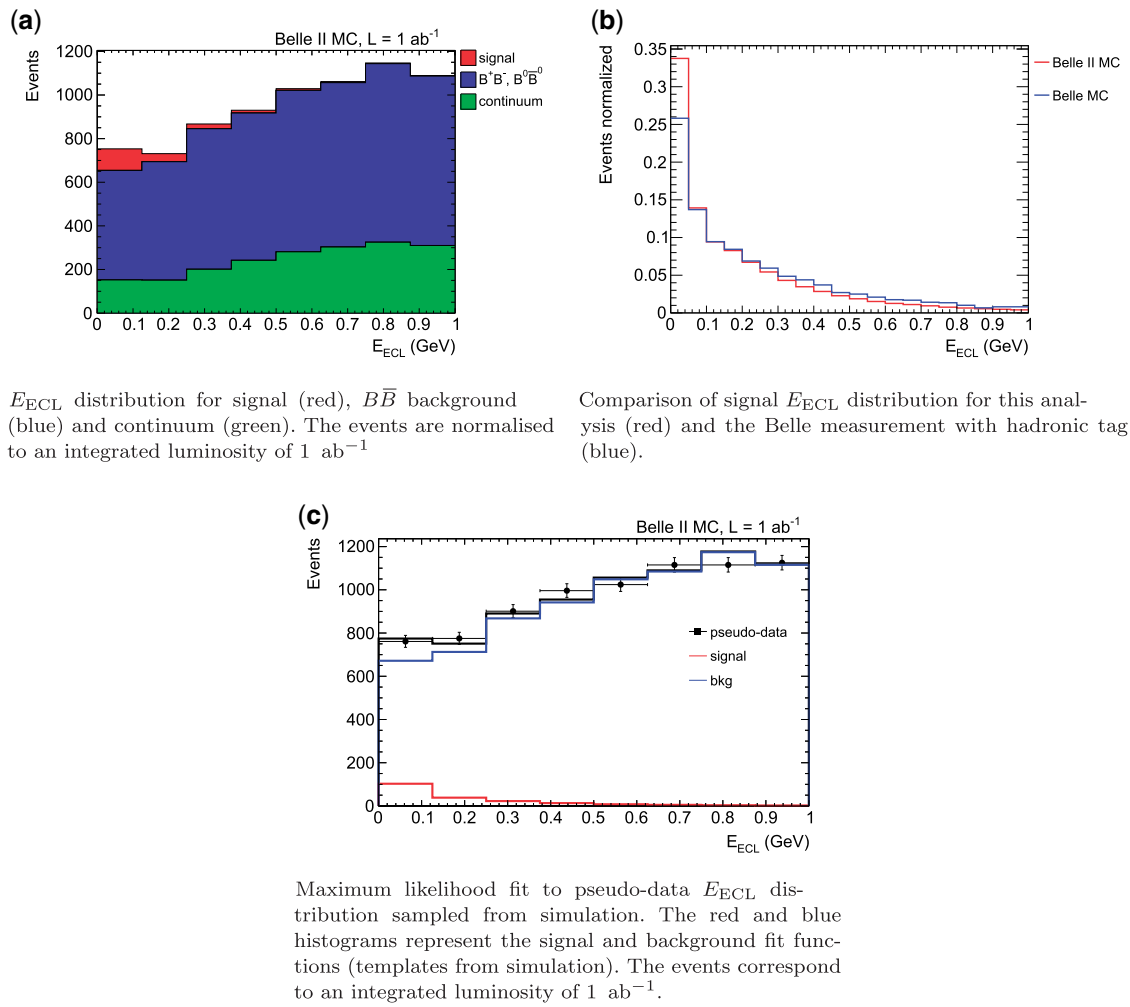 (a)
Belle II MC, L = 1 ab⁻¹
Events
1200
1000
800
600
400
200
0
0 0.1 0.2 0.3 0.4 0.5 0.6 0.7 0.8 0.9 1
E_ECL (GeV)
signal
B⁺B⁻, B⁰B̅⁰
continuum
E_ECL distribution for signal (red), BB̅ background
(blue) and continuum (green). The events are normalised
to an integrated luminosity of 1 ab⁻¹
(b)
Events normalized
0.35
0.3
0.25
0.2
0.15
0.1
0.05
0
0 0.1 0.2 0.3 0.4 0.5 0.6 0.7 0.8 0.9 1
E_ECL (GeV)
Belle II MC
Belle MC
Comparison of signal E_ECL distribution for this anal-
ysis (red) and the Belle measurement with hadronic tag
(blue).
(c)
Belle II MC, L = 1 ab⁻¹
Events
1200
1000
800
600
400
200
0
pseudo-data
signal
bkg
0 0.1 0.2 0.3 0.4 0.5 0.6 0.7 0.8 0.9 1
E_ECL (GeV)
Maximum likelihood fit to pseudo-data E_ECL dis-
tribution sampled from simulation. The red and blue
histograms represent the signal and background fit func-
tions (templates from simulation). The events correspond
to an integrated luminosity of 1 ab⁻¹.